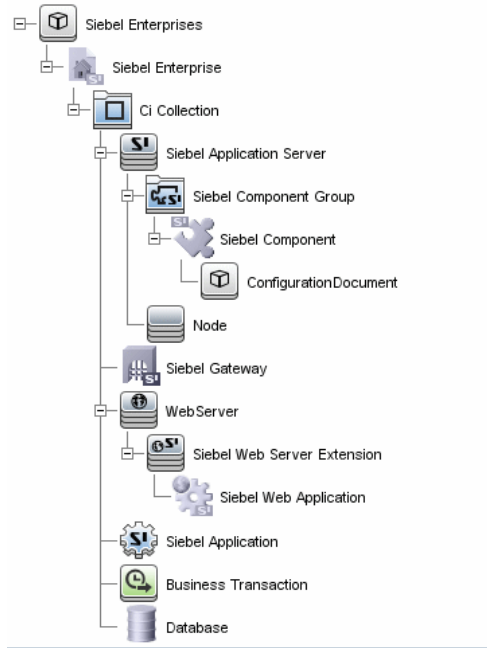 Siebel Enterprises
Siebel Enterprise
Ci Collection
Siebel Application Server
Siebel Component Group
Siebel Component
ConfigurationDocument
Node
Siebel Gateway
WebServer
Siebel Web Server Extension
Siebel Web Application
Siebel Application
Business Transaction
Database